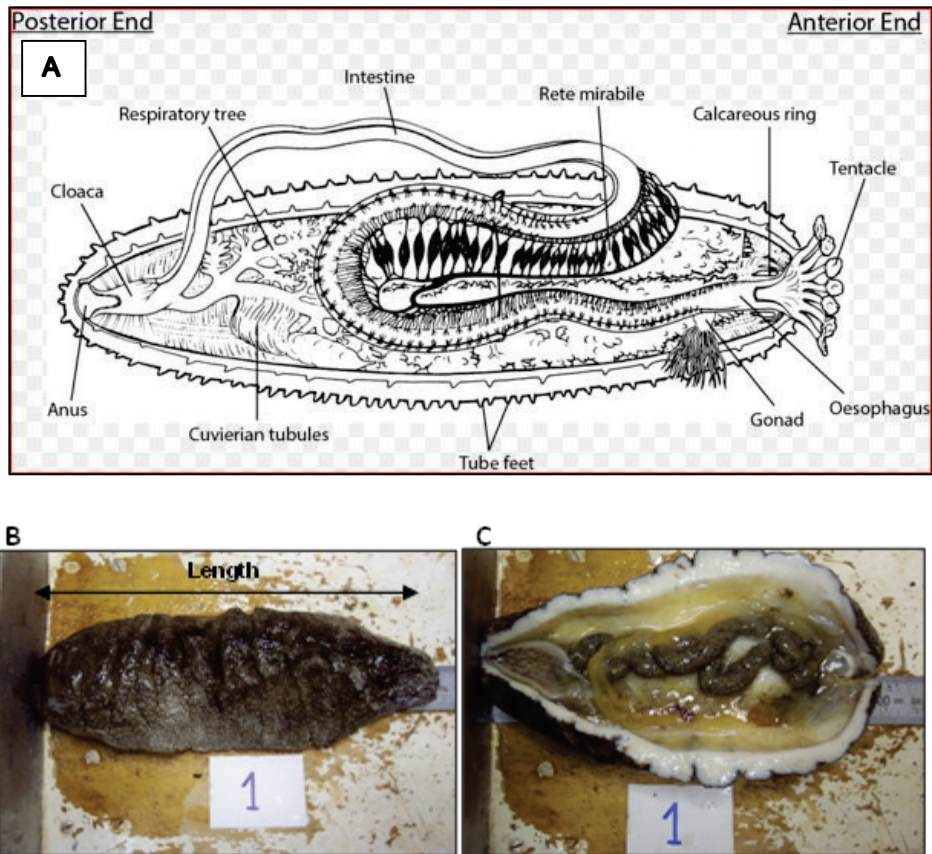 Posterior End
Anterior End
A
Intestine
Rete mirabile
Respiratory tree
Calcareous ring
Tentacle
Cloaca
Anus
Oesophagus
Gonad
Cuvierian tubules
Tube feet
B
C
Length
1
1